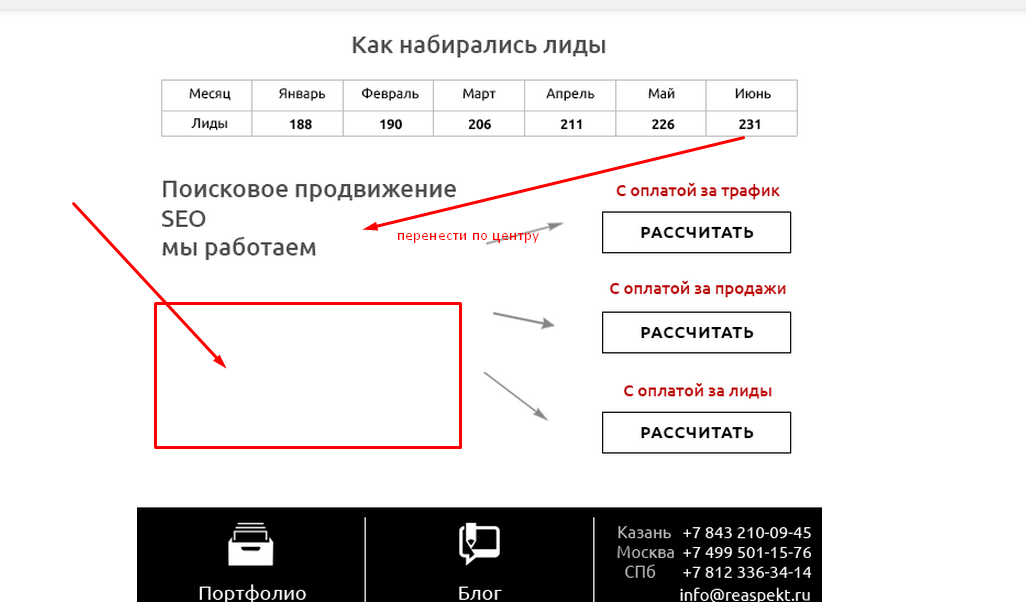 Как набирались лиды
Месяц Январь Февраль Март Апрель Май Июнь
Лиды 188 190 206 211 226 231
Поисковое продвижение
SEO
мы работаем
перенести по центру
С оплатой за трафик
РАССЧИТАТЬ
С оплатой за продажи
РАССЧИТАТЬ
С оплатой за лиды
РАССЧИТАТЬ
Портфолио
Блог
Казань +7 843 210-09-45
Москва +7 499 501-15-76
СПб +7 812 336-34-14
info@reaspekt.ru